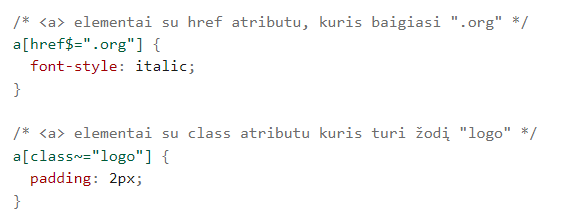 /* <a> elementai su href atributu, kuris baigiasi ".org" */
a[href$=".org"] {
  font-style: italic;
}

/* <a> elementai su class atributu kuris turi žodį "logo" */
a[class~="logo"] {
  padding: 2px;
}